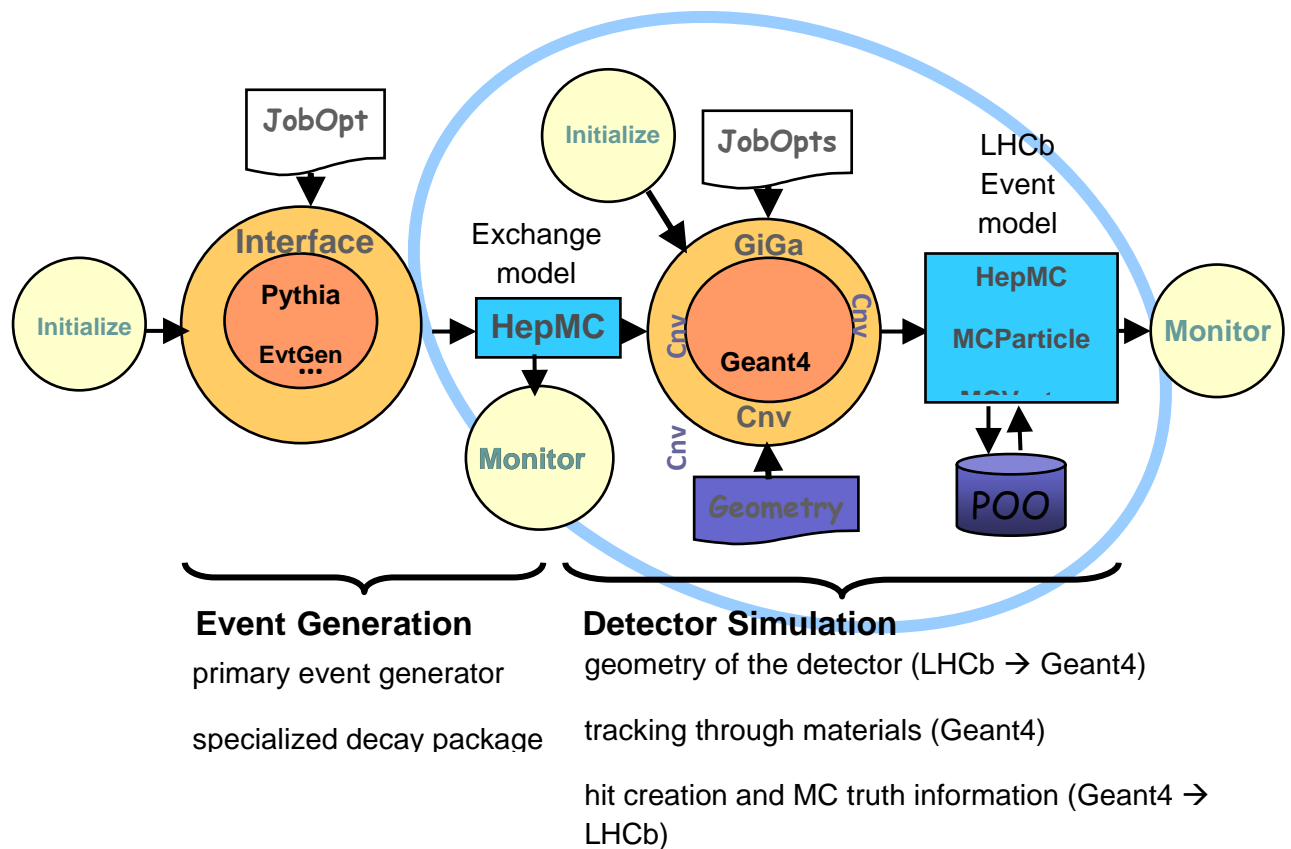 JobOpt
Initialize
JobOpts
LHCb
Event
model
Interface
Exchange
model
GiGa
HepMC
Pythia
Initialize
EvtGen
...
HepMC
Cnv
Cnv
Geant4
MCParticle
Monitor
Cnv
Cnv
Monitor
Geometry
POO
Event Generation
primary event generator
specialized decay package
Detector Simulation
geometry of the detector (LHCb → Geant4)
tracking through materials (Geant4)
hit creation and MC truth information (Geant4 →
LHCb)